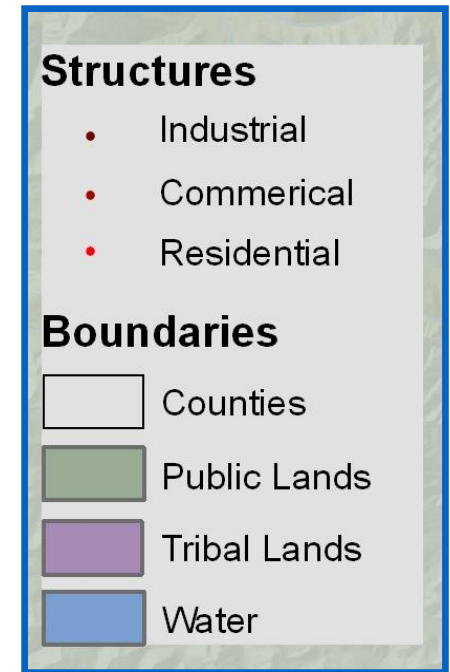 Structures
Industrial
Commerical
Residential
Boundaries
Counties
Public Lands
Tribal Lands
Water